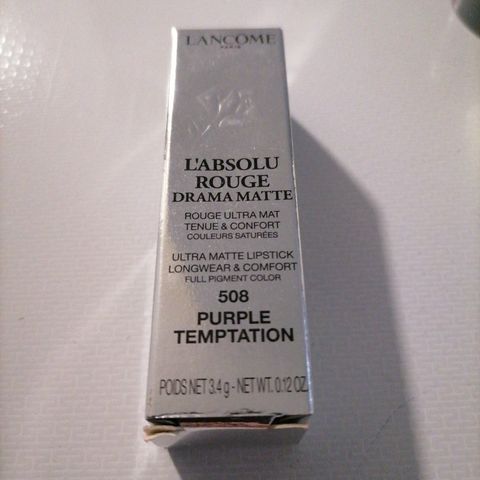 LANCÔME
PARIS
L'ABSOLU
ROUGE
DRAMA MATTE
ROUGE ULTRA MAT
TENUE & CONFORT
COULEURS SATURÉES
ULTRA MATTE LIPSTICK
LONGWEAR & COMFORT
FULL PIGMENT COLOR
508
PURPLE
TEMPTATION
POIDS NET 3.4 g - NET WT. 0.12 OZ.